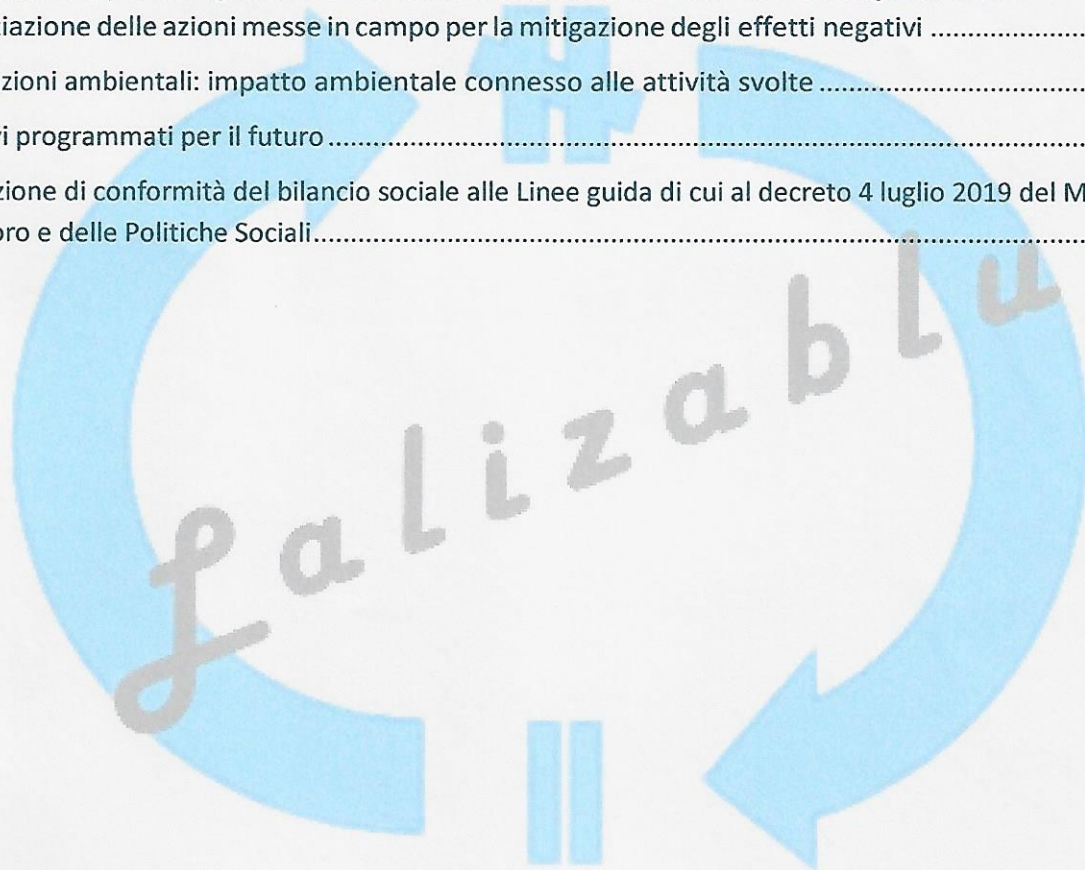 iazione delle azioni messe in campo per la mitigazione degli effetti negativi ....................
zioni ambientali: impatto ambientale connesso alle attività svolte ..................................
vi programmati per il futuro ..........................................................................................
zione di conformità del bilancio sociale alle Linee guida di cui al decreto 4 luglio 2019 del M
oro e delle Politiche Sociali ............................................................................................
Lalizablu